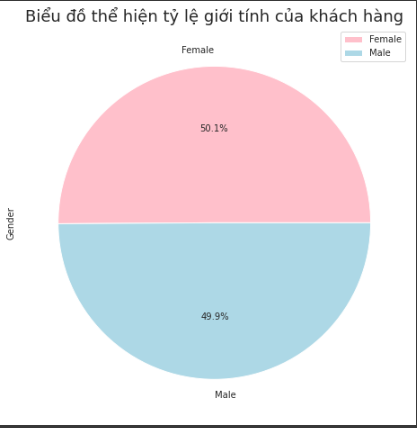 Biểu đồ thể hiện tỷ lệ giới tính của khách hàng
Female
Male
Female
50.1%
Gender
49.9%
Male